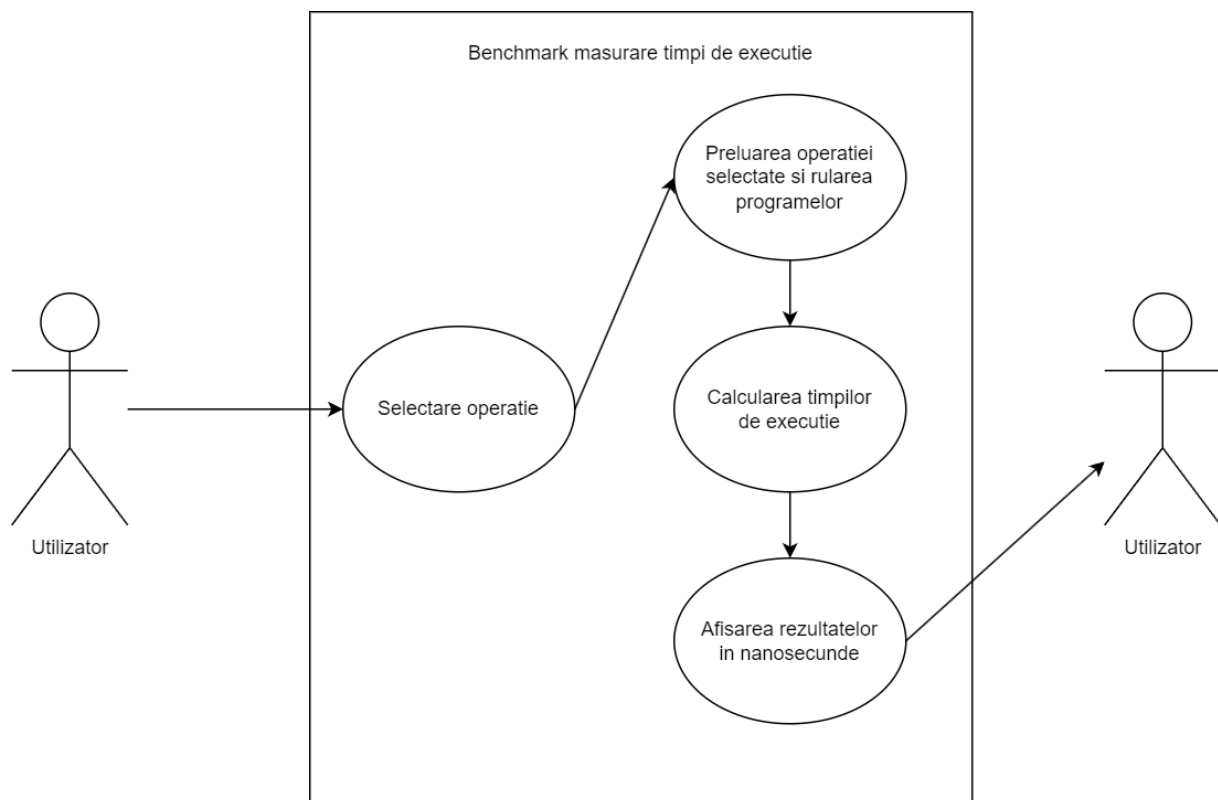 Benchmark masurare timpi de executie
Preluarea operatiei
selectate si rularea
programelor
Selectare operatie
Calcularea timpilor
de executie
Utilizator
Utilizator
Afisarea rezultatelor
in nanosecunde